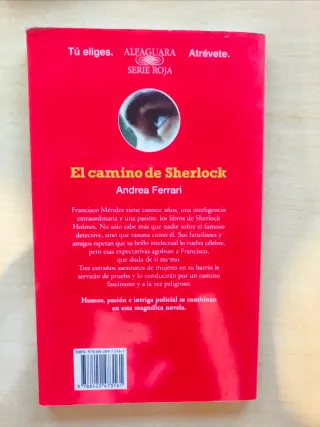 Tú eliges. ALFAGUARA Atrévete.
SERIE ROJA
El camino de Sherlock
Andrea Ferrari
Francisco Méndez tiene catorce años, una inteligencia
extraordinaria y una pasión: los libros de Sherlock
Holmes. No sólo sabe más que nadie sobre el famoso
detective, sino que razona como él. Sus familiares y
amigos esperan que su brillo intelectual lo vuelva célebre,
pero esas expectativas agobian a Francisco,
que duda de sí mismo.
Tres extraños asesinatos de mujeres en su barrio le
servirán de prueba y lo conducirán por un camino
fascinante y a la vez peligroso.
Humor, pasión e intriga policial se combinan
en esta magnífica novela.
9 788420 473161